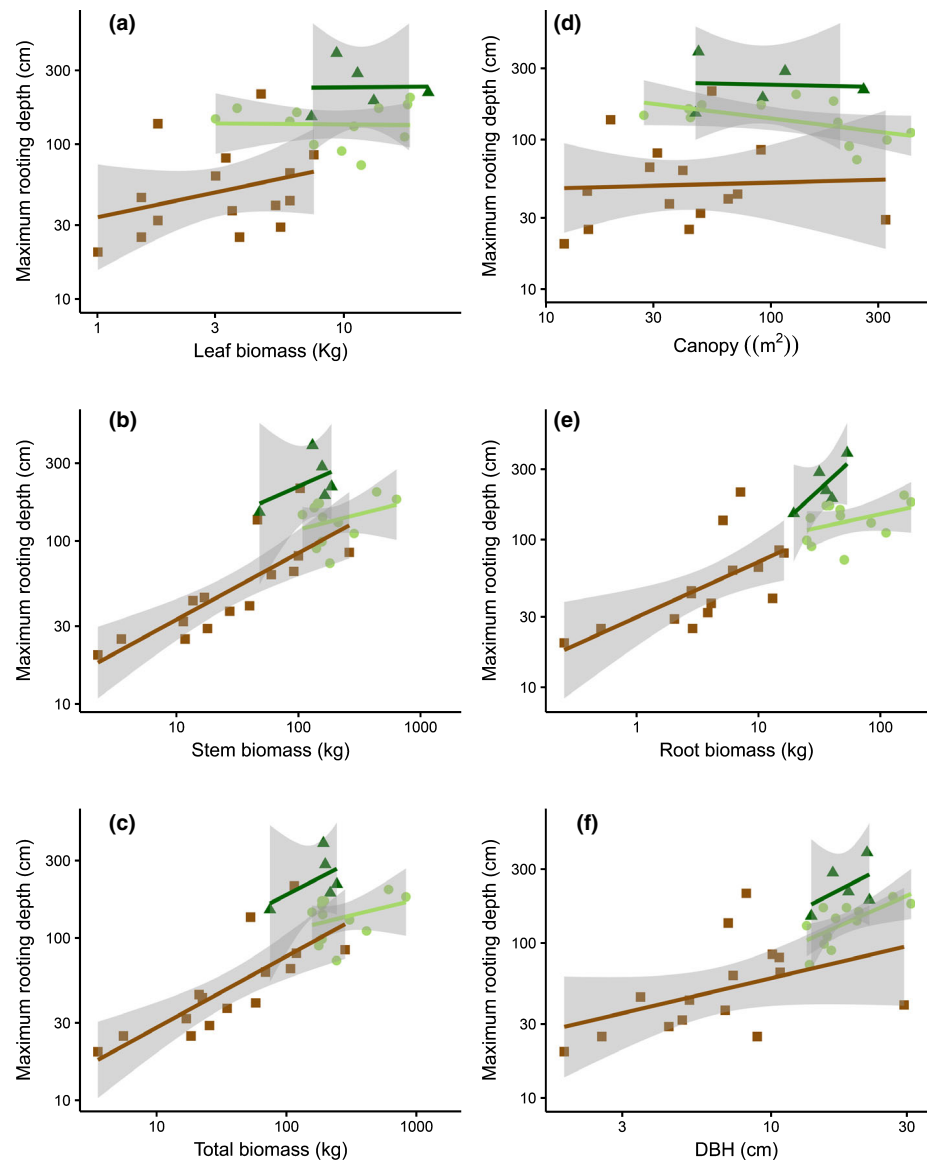 (a)
Maximum rooting depth (cm)
300
100
30
10
1
3
10
Leaf biomass (Kg)
(d)
Maximum rooting depth (cm)
300
100
30
10
10
30
100
300
Canopy ((m²))
(b)
Maximum rooting depth (cm)
300
100
30
10
10
100
1000
Stem biomass (kg)
(e)
Maximum rooting depth (cm)
300
100
30
10
1
10
100
Root biomass (kg)
(c)
Maximum rooting depth (cm)
300
100
30
10
10
100
1000
Total biomass (kg)
(f)
Maximum rooting depth (cm)
300
100
30
10
3
10
30
DBH (cm)